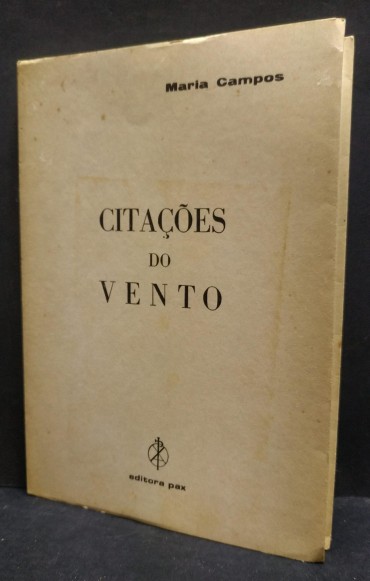 Maria Campos
CITAÇÕES
DO
VENTO
editora pax